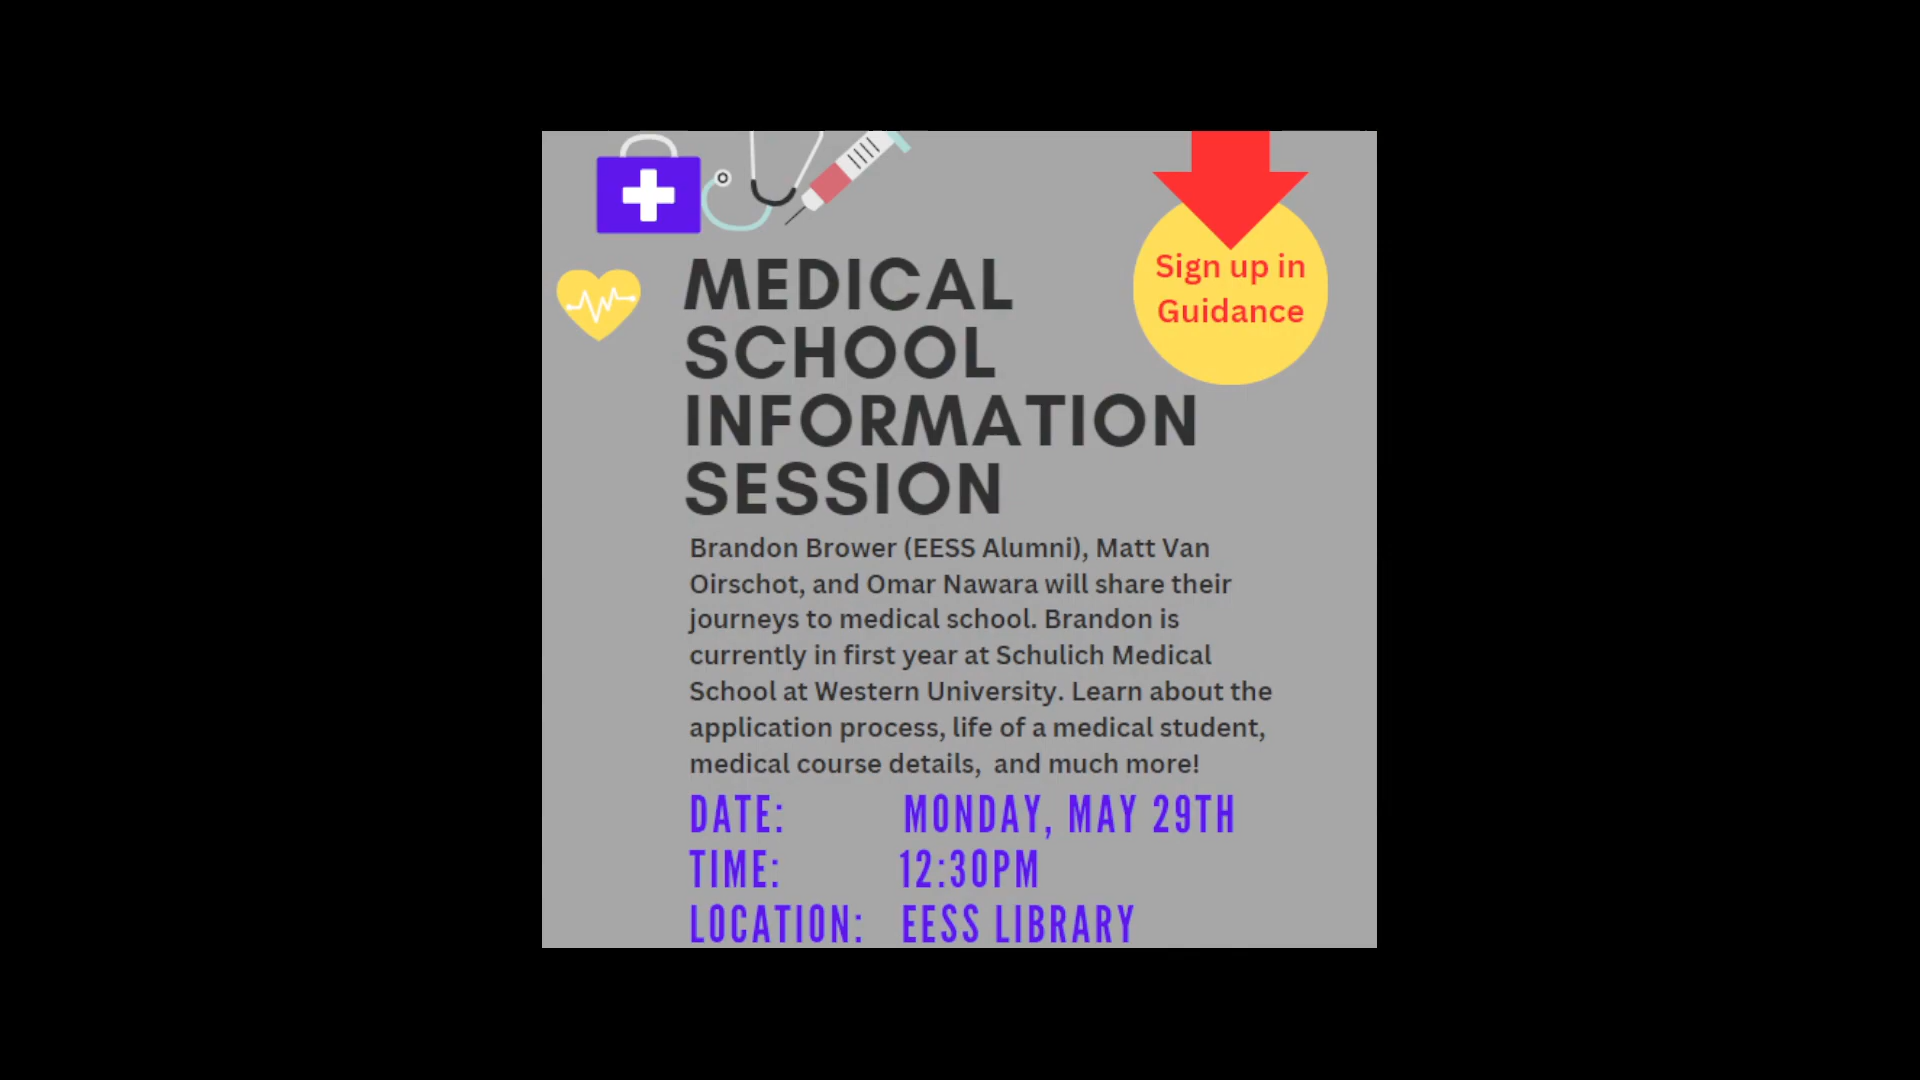 Sign up in
Guidance
MEDICAL
SCHOOL
INFORMATION
SESSION
Brandon Brower (EESS Alumni), Matt Van
Oirschot, and Omar Nawara will share their
journeys to medical school. Brandon is
currently in first year at Schulich Medical
School at Western University. Learn about the
application process, life of a medical student,
medical course details,  and much more!
DATE: MONDAY, MAY 29TH
TIME: 12:30PM
LOCATION: EESS LIBRARY